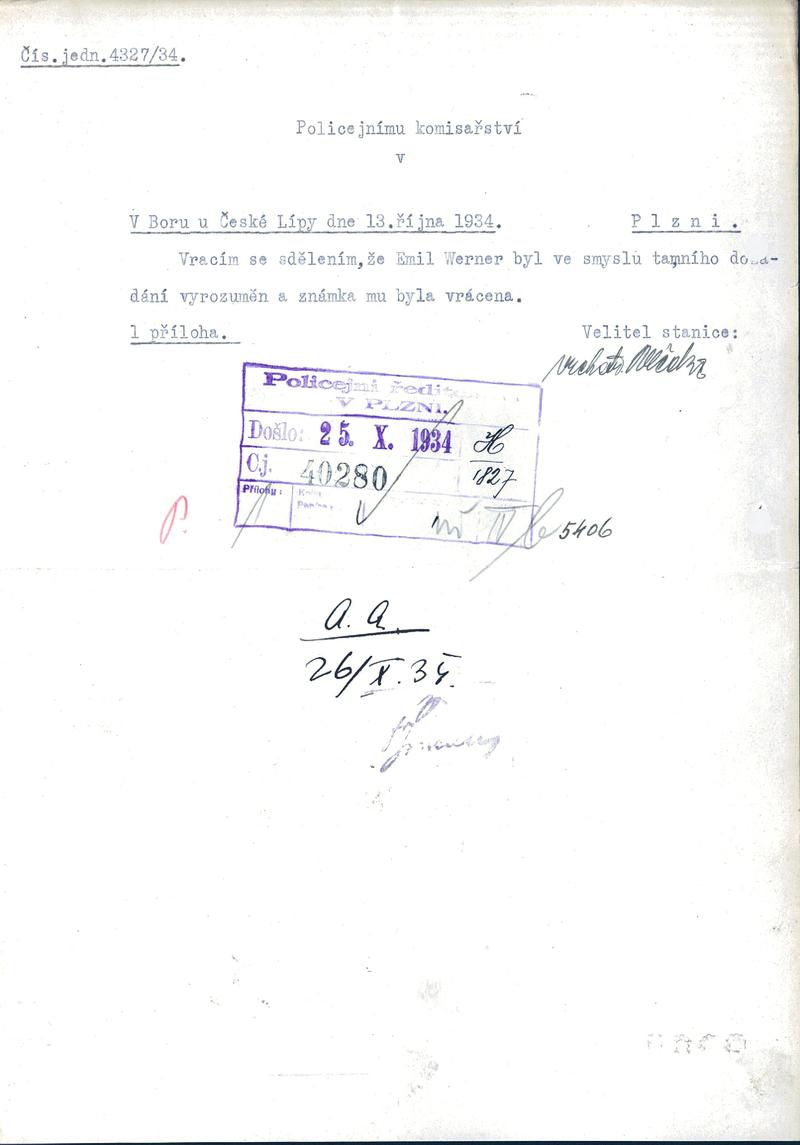 Čís.jedn.4327/34.
Policejnímu komisařství
v
V Boru u České Lípy dne 13.října 1934. Plzni.
Vracím se sdělením,že Emil Werner byl ve smyslu tamního
dání vyrozuměn a známka mu byla vrácena.
1 příloha. Velitel stanice:
Policejní
V PLZNI.
Došlo: 25. X. 1934 H
Čj. 40280 1827
Přílohy:
IV 5406
P.
A. A.
26/X.34.